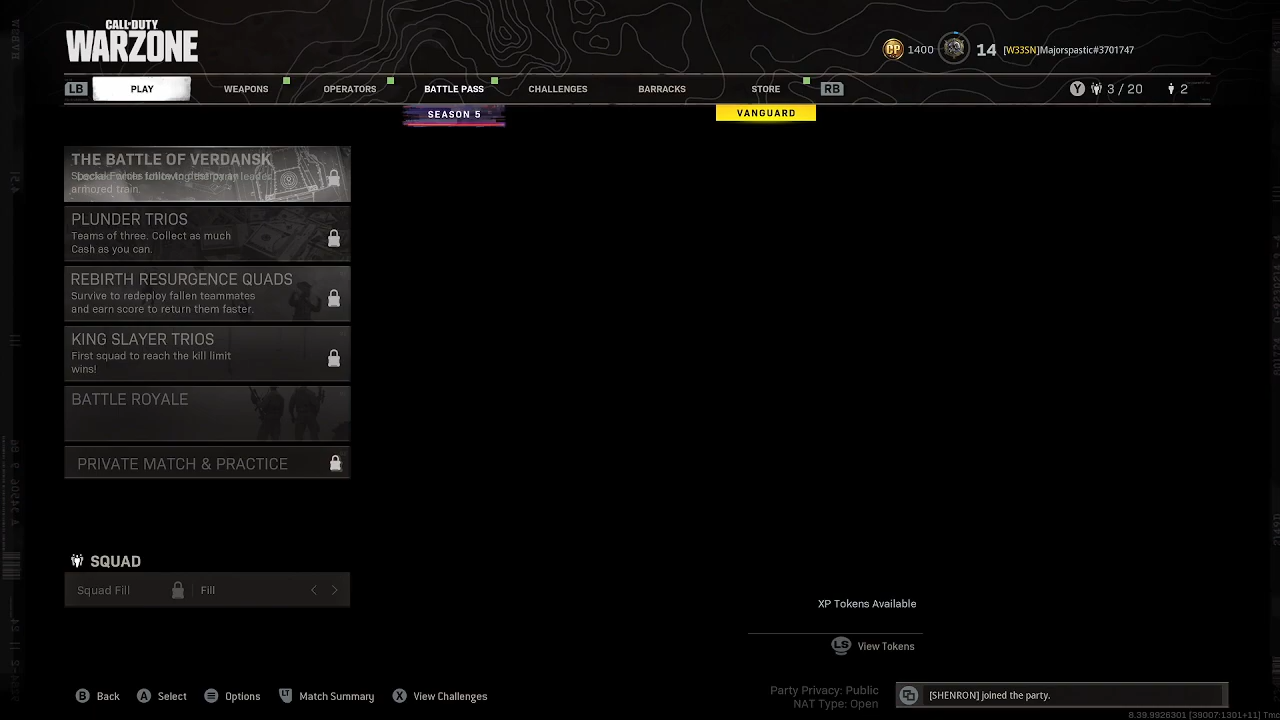 CALL OF DUTY
WARZONE
CP 1400 14 [W33SN]Majorspastic#3701747
LB PLAY WEAPONS OPERATORS BATTLE PASS CHALLENGES BARRACKS STORE RB Y 3 / 20 2
SEASON 5 VANGUARD
THE BATTLE OF VERDANSK
armored train.
PLUNDER TRIOS
Teams of three. Collect as much
Cash as you can.
REBIRTH RESURGENCE QUADS
Survive to redeploy fallen teammates
and earn score to return them faster.
KING SLAYER TRIOS
First squad to reach the kill limit
wins!
BATTLE ROYALE
PRIVATE MATCH & PRACTICE
SQUAD
Squad Fill Fill
XP Tokens Available
LS View Tokens
B Back A Select Options LT Match Summary X View Challenges
Party Privacy: Public
NAT Type: Open
[SHENRON] joined the party.